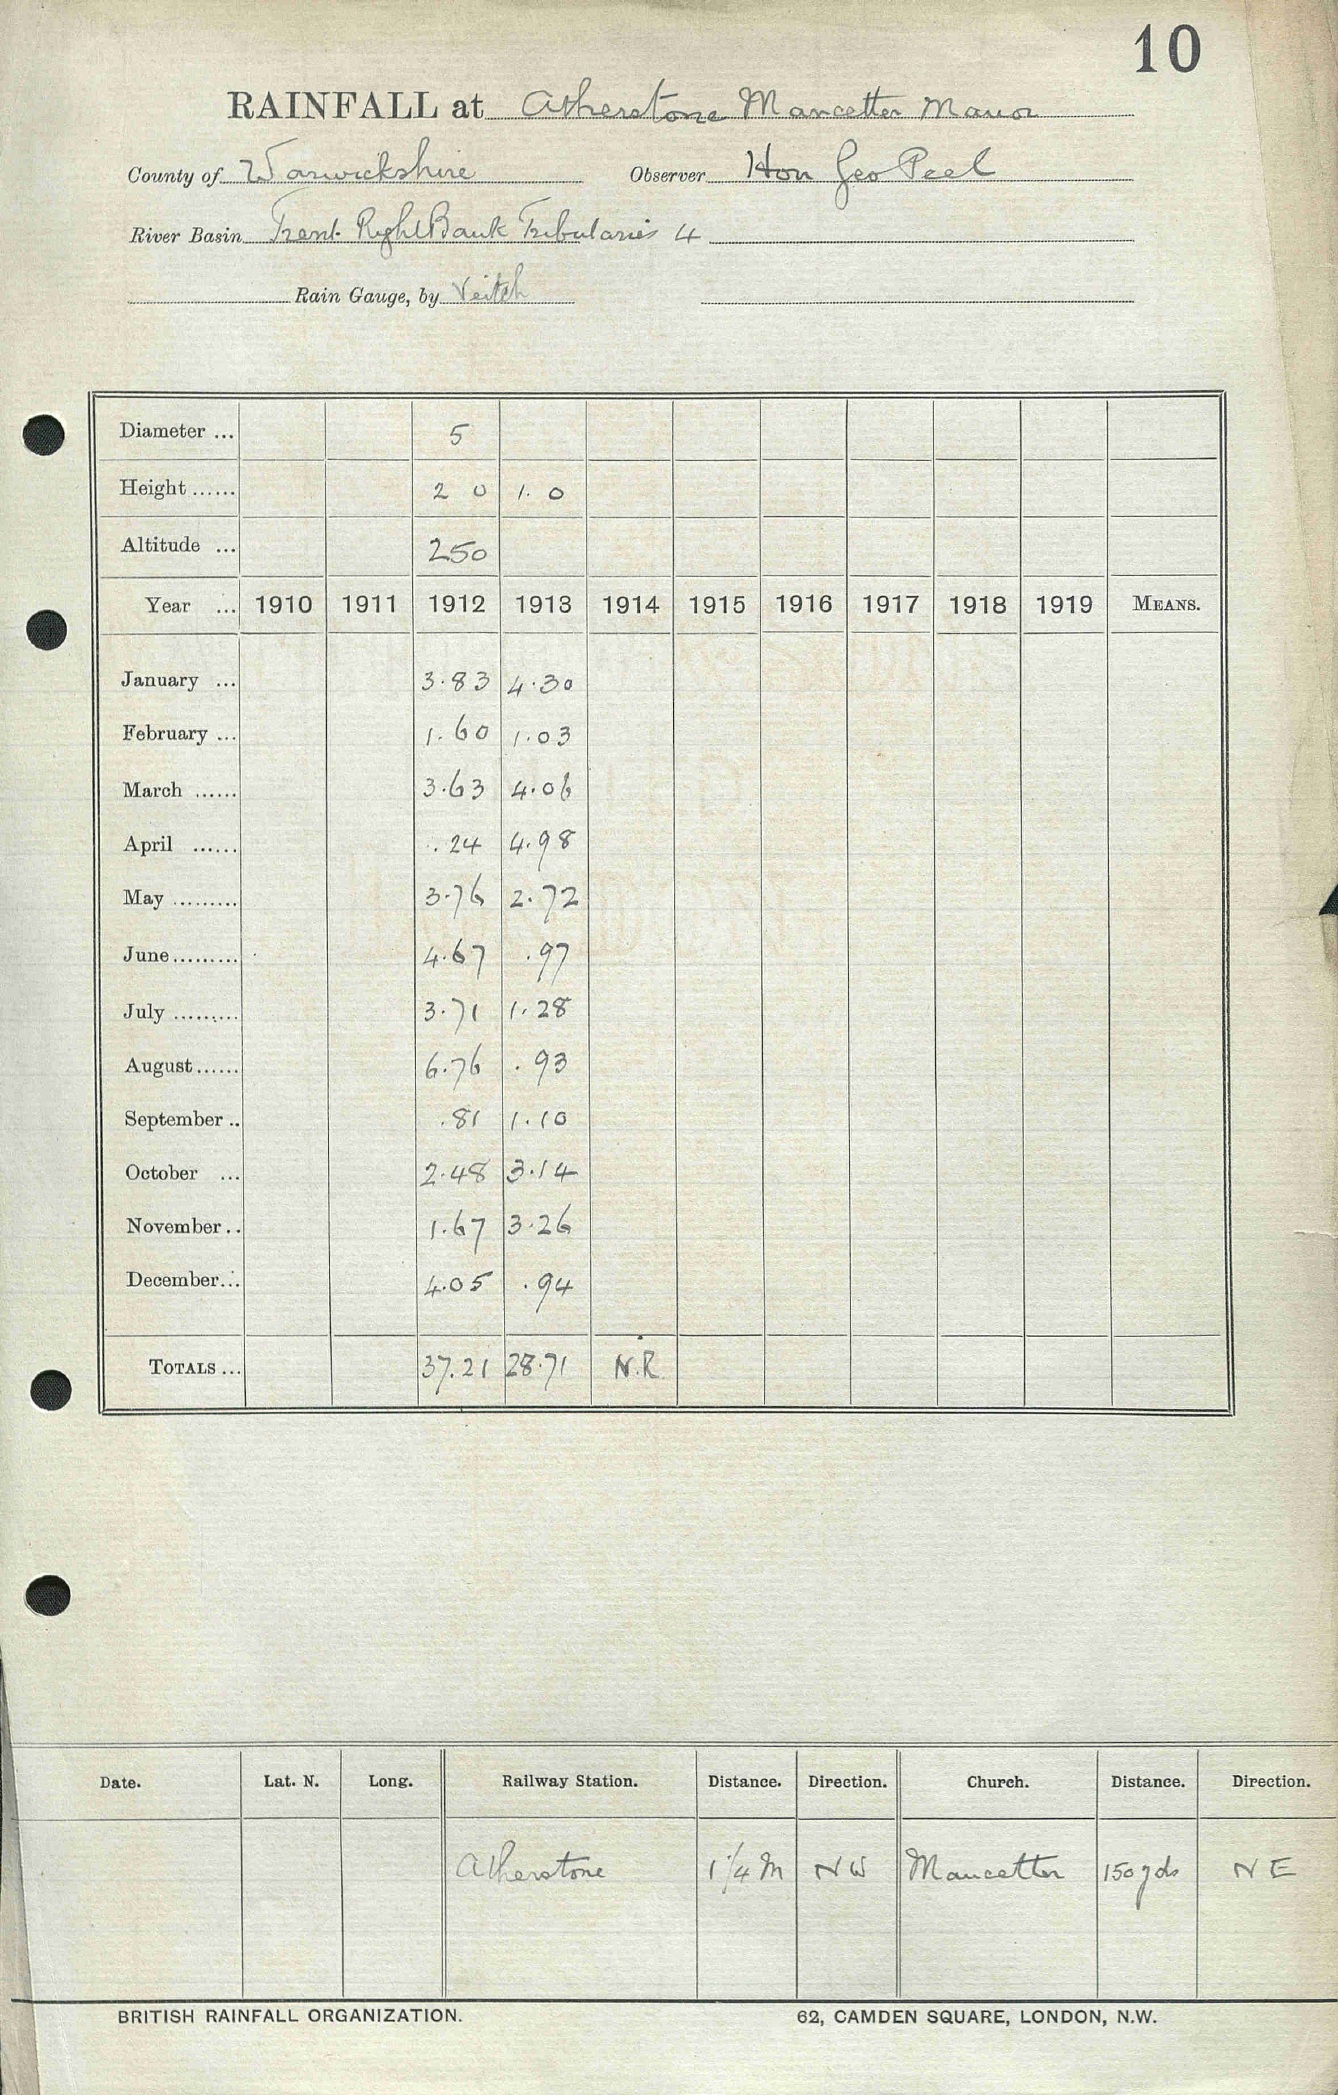 10
RAINFALL at Atherstone Mancetter Manor
County of Warwickshire Observer Hon Geo Peel
River Basin Trent Right Bank Tributaries 4
Rain Gauge, by Veitch
Diameter ... 5
Height ...... 2 0 1. 0
Altitude ... 250
Year ... 1910 1911 1912 1913 1914 1915 1916 1917 1918 1919 MEANS.
January ... 3.83 4.30
February ... 1.60 1.03
March ...... 3.63 4.06
April ...... .24 4.98
May ......... 3.76 2.72
June ......... 4.67 .97
July ......... 3.71 1.28
August ...... 6.76 .93
September .. .81 1.10
October ... 2.48 3.14
November .. 1.67 3.26
December ... 4.05 .94
TOTALS ... 37.21 28.71 N.R.
Date. Lat. N. Long. Railway Station. Distance. Direction. Church. Distance. Direction.
Atherstone 1 1/4 M N W Mancetter 150 yds N E
BRITISH RAINFALL ORGANIZATION. 62, CAMDEN SQUARE, LONDON, N.W.